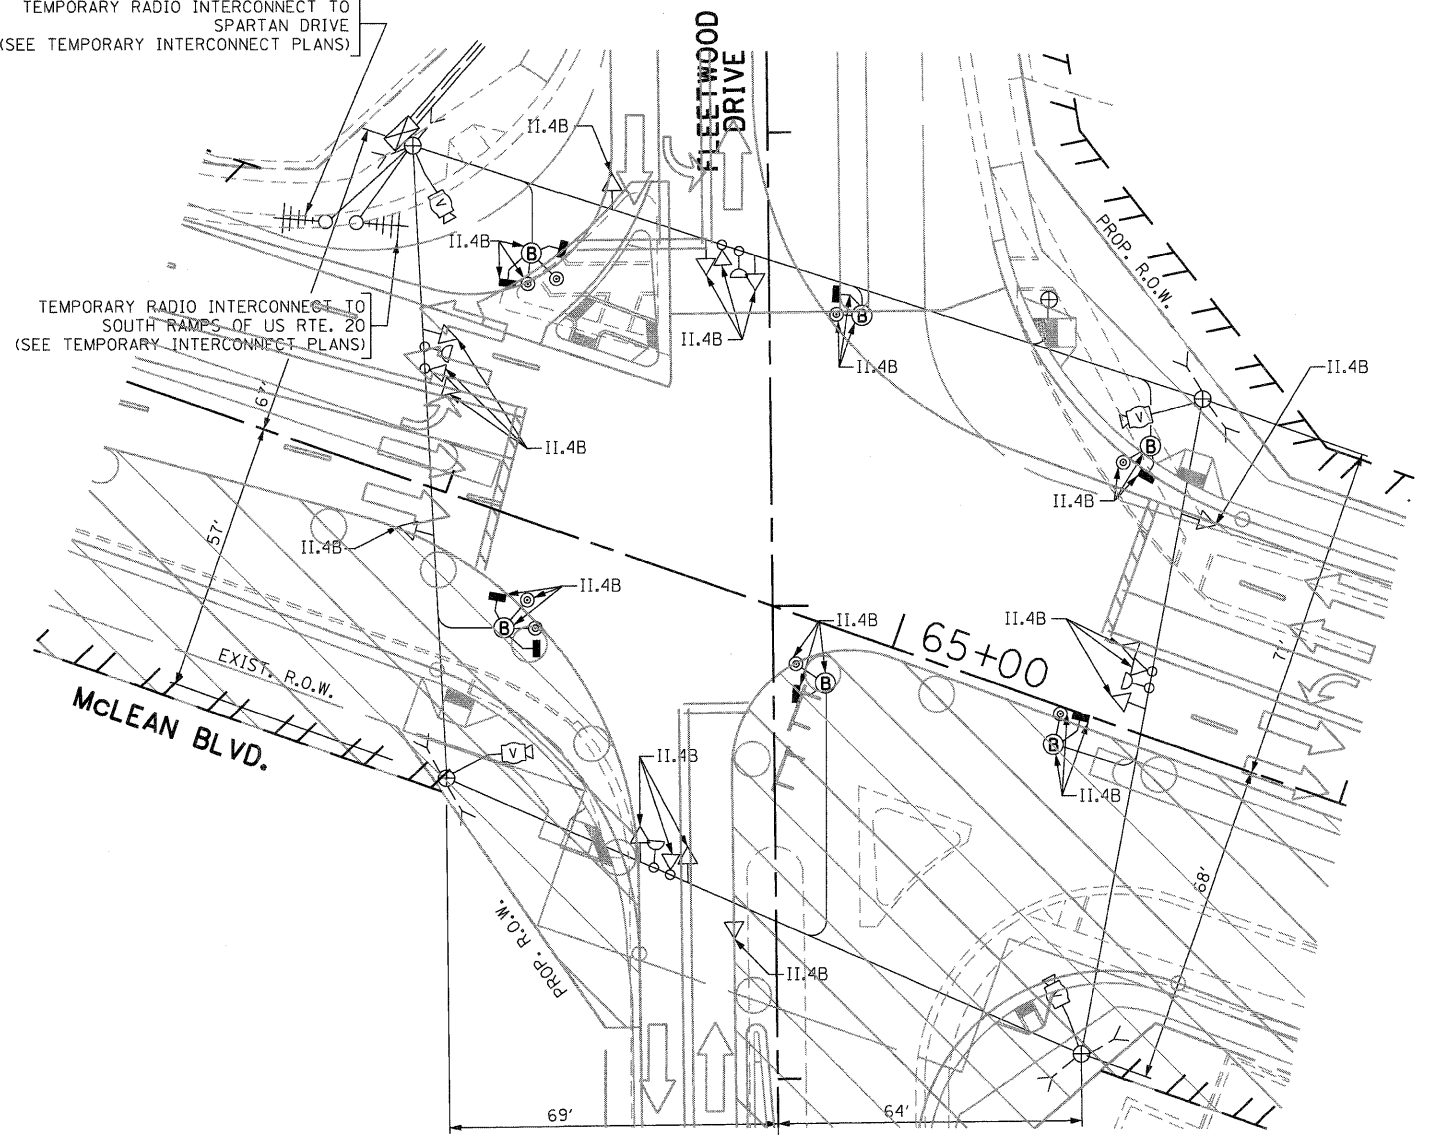 TEMPORARY RADIO INTERCONNECT TO
SPARTAN DRIVE
(SEE TEMPORARY INTERCONNECT PLANS)
FLEETWOOD
DRIVE
II.4B
II.4B
TEMPORARY RADIO INTERCONNECT TO
SOUTH RAMPS OF US RTE. 20
(SEE TEMPORARY INTERCONNECT PLANS)
V
B
II.4B
B
II.4B
PROP. R.O.W.
II.4B
V
B
II.4B
67'
II.4B
57'
II.4B
II.4B
B
II.4B
B
65+00
II.4B
71'
EXIST. R.O.W.
McLEAN BLVD.
V
II.4B
B
II.4B
68'
PROP. R.O.W.
II.4B
V
69'
64'
T
T.